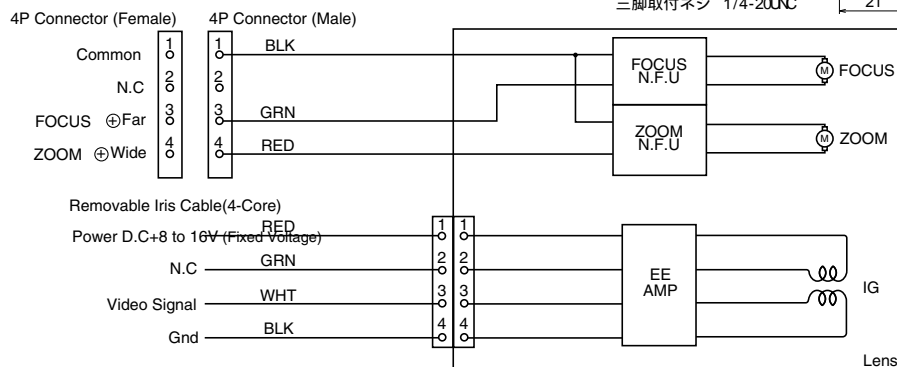 三脚取付ネジ 1/4-20UNC
21
4P Connector (Female) 4P Connector (Male)
Common 1 1 BLK
N.C 2 2
FOCUS ⊕Far 3 3 GRN
ZOOM ⊕Wide 4 4 RED
FOCUS
N.F.U
M FOCUS
ZOOM
N.F.U
M ZOOM
Removable Iris Cable(4-Core)
Power D.C+8 to 16V (Fixed Voltage) RED 1 1
N.C GRN 2 2
Video Signal WHT 3 3
Gnd BLK 4 4
EE
AMP
IG
Lens